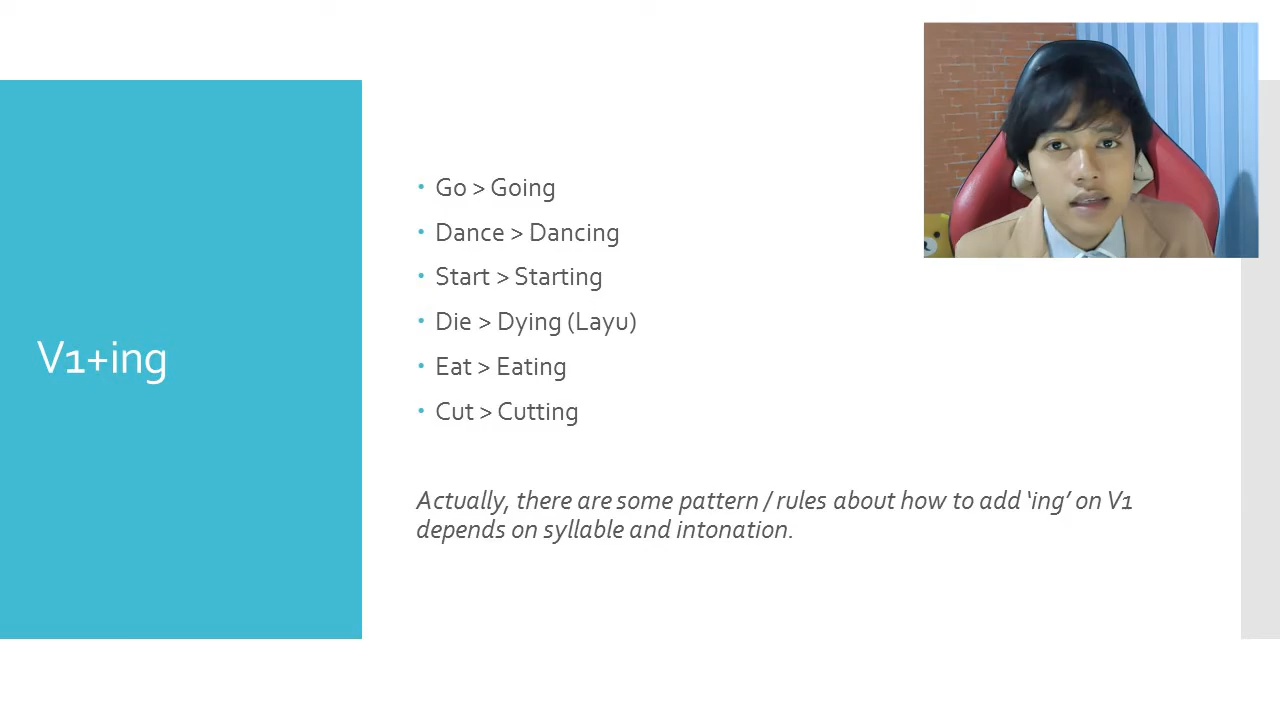 V1+ing
Go > Going
Dance > Dancing
Start > Starting
Die > Dying (Layu)
Eat > Eating
Cut > Cutting
Actually, there are some pattern / rules about how to add ‘ing’ on V1
depends on syllable and intonation.